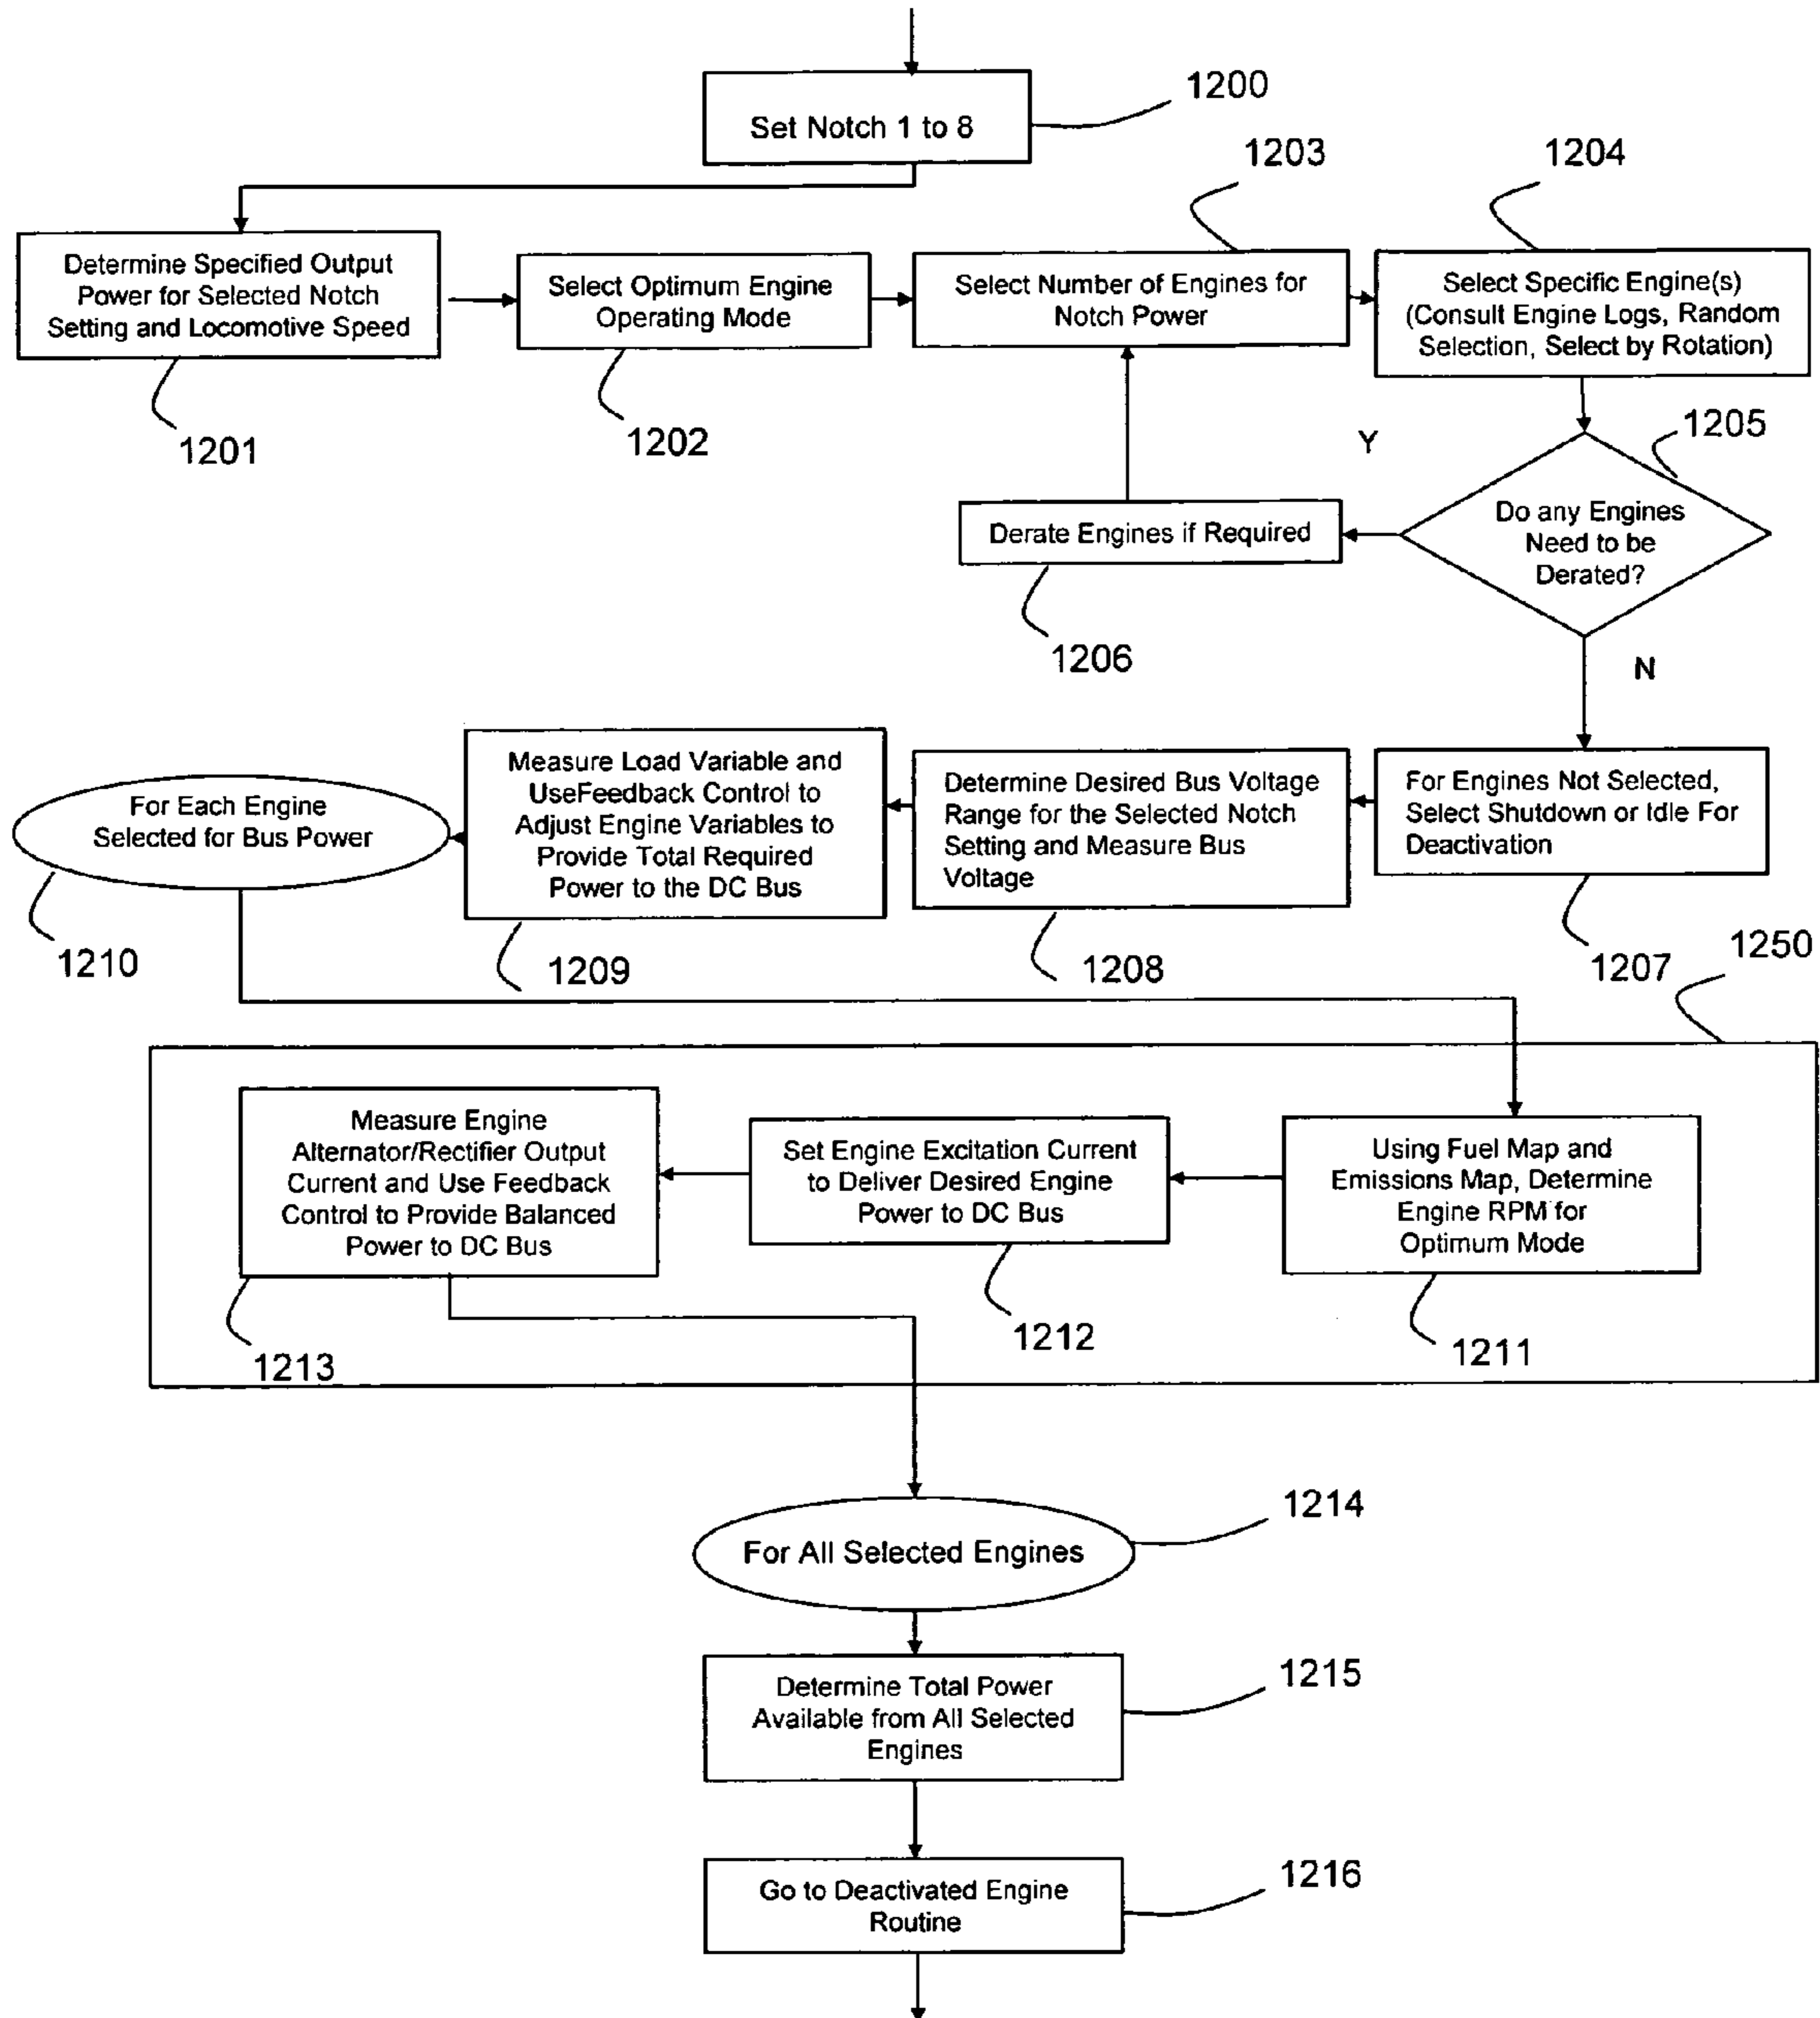 Set Notch 1 to 8
1200
1203
1204
Determine Specified Output
Power for Selected Notch
Setting and Locomotive Speed
1201
Select Optimum Engine
Operating Mode
1202
Select Number of Engines for
Notch Power
Select Specific Engine(s)
(Consult Engine Logs, Random
Selection, Select by Rotation)
1205
Y
Do any Engines
Need to be
Derated?
Derate Engines if Required
1206
N
For Engines Not Selected,
Select Shutdown or Idle For
Deactivation
1207
Determine Desired Bus Voltage
Range for the Selected Notch
Setting and Measure Bus
Voltage
1208
Measure Load Variable and
UseFeedback Control to
Adjust Engine Variables to
Provide Total Required
Power to the DC Bus
1209
For Each Engine
Selected for Bus Power
1210
1250
Using Fuel Map and
Emissions Map, Determine
Engine RPM for
Optimum Mode
1211
Set Engine Excitation Current
to Deliver Desired Engine
Power to DC Bus
1212
Measure Engine
Alternator/Rectifier Output
Current and Use Feedback
Control to Provide Balanced
Power to DC Bus
1213
For All Selected Engines
1214
Determine Total Power
Available from All Selected
Engines
1215
Go to Deactivated Engine
Routine
1216